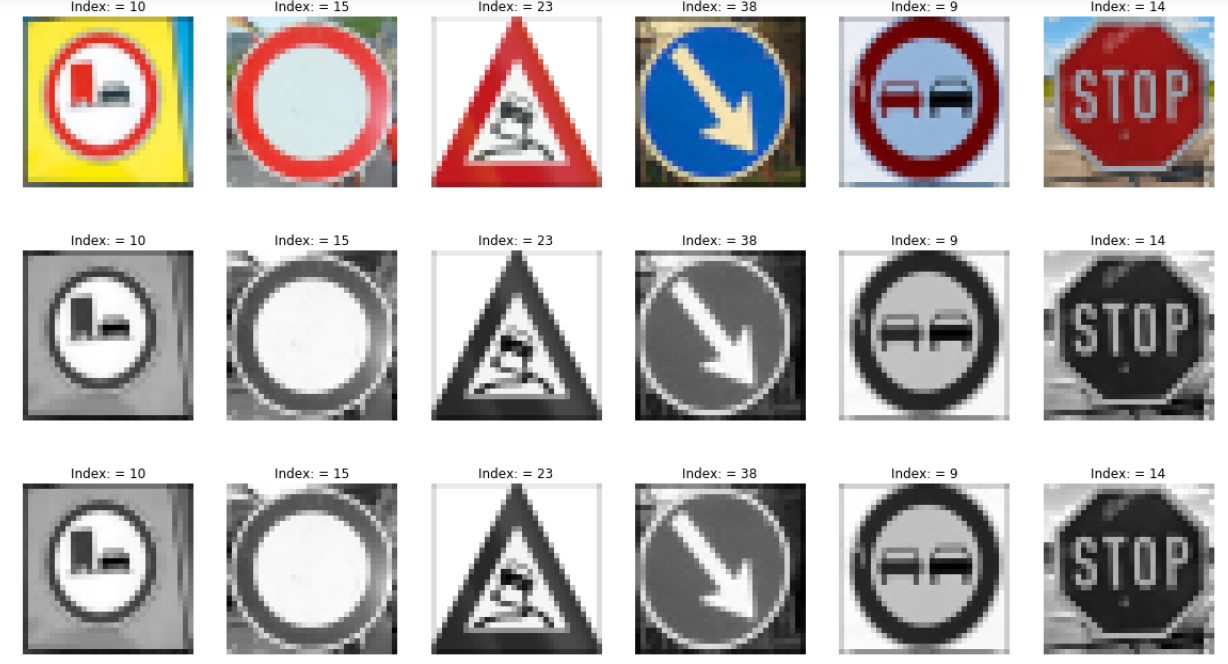 Index: = 10 Index: = 15 Index: = 23 Index: = 38 Index: = 9 Index: = 14
STOP
Index: = 10 Index: = 15 Index: = 23 Index: = 38 Index: = 9 Index: = 14
STOP
Index: = 10 Index: = 15 Index: = 23 Index: = 38 Index: = 9 Index: = 14
STOP